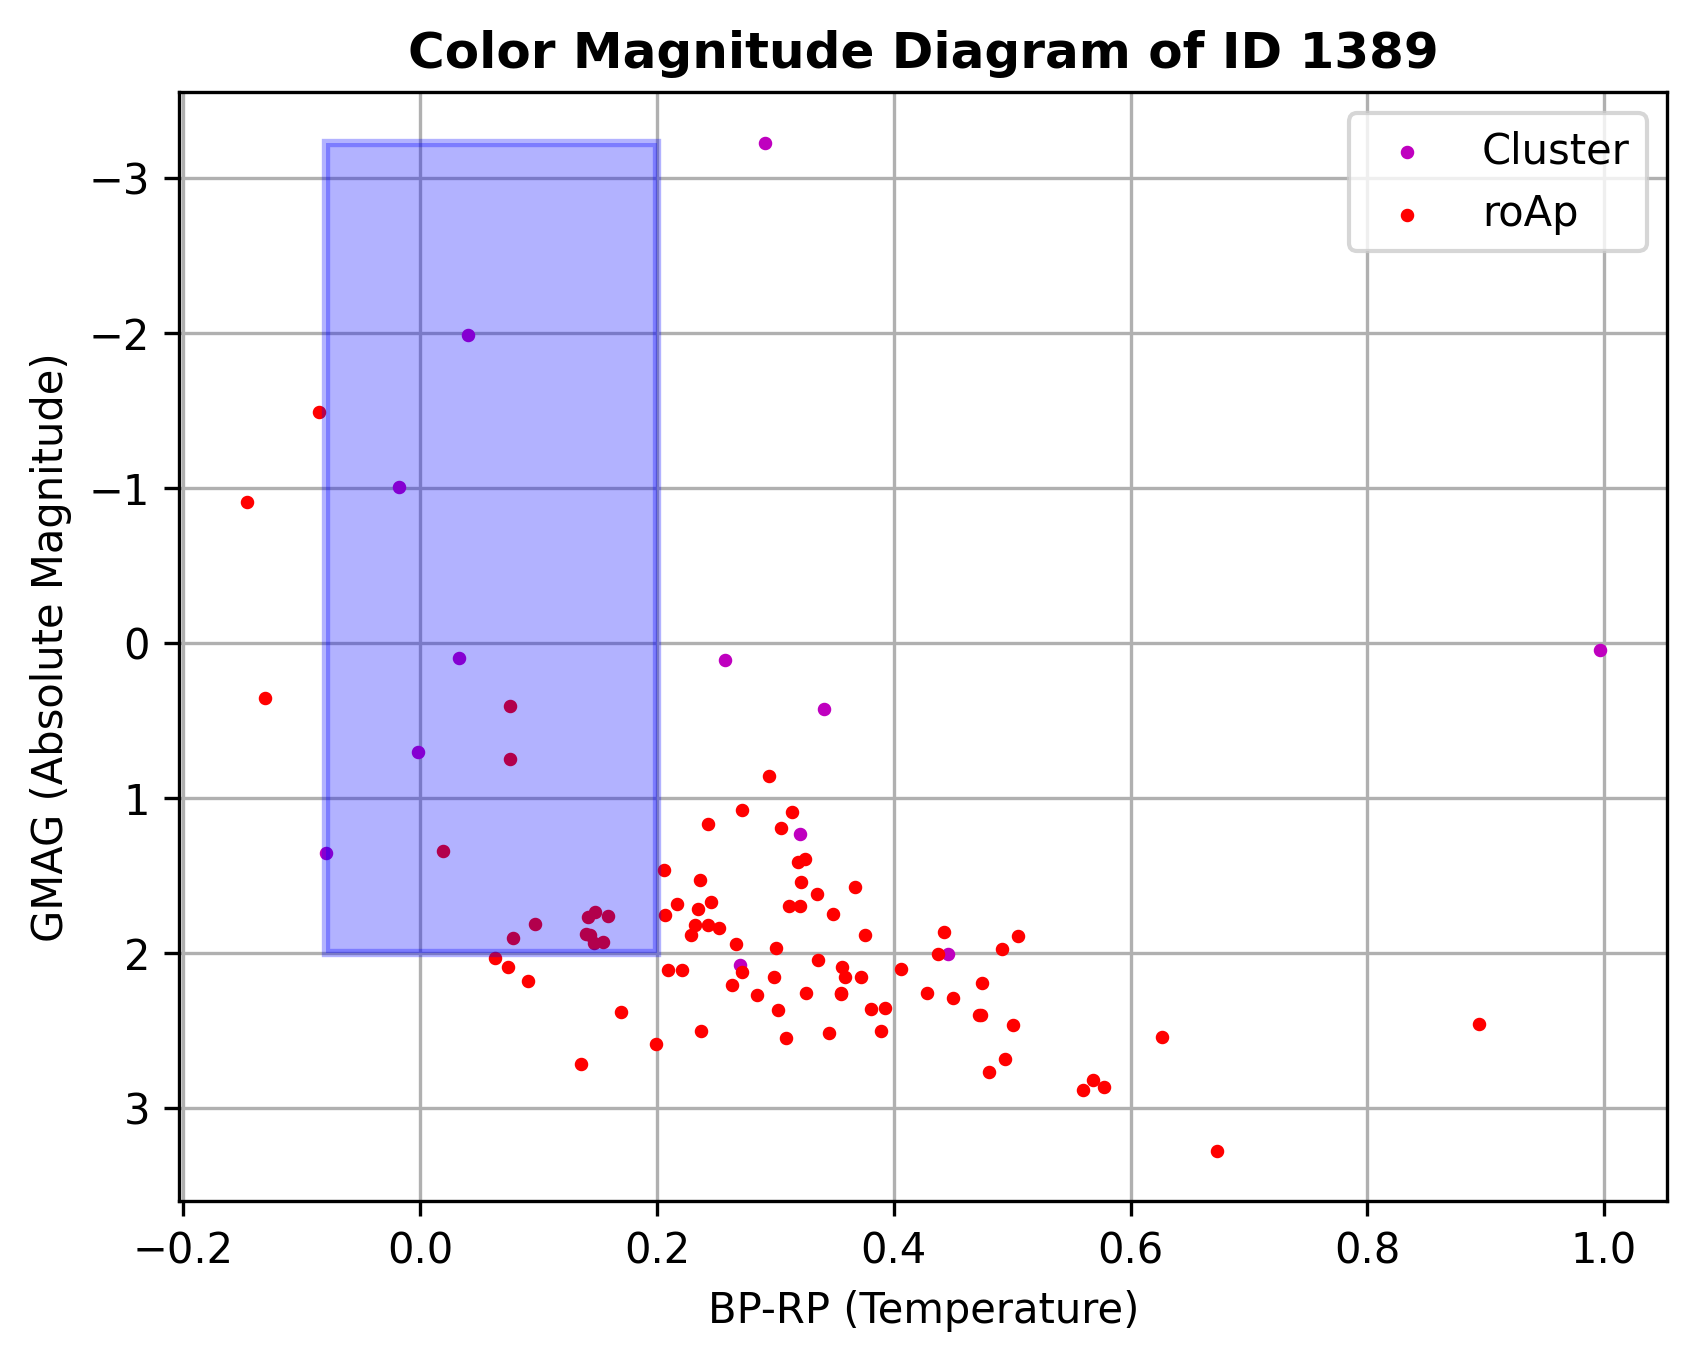 Color Magnitude Diagram of ID 1389
Cluster
roAp
−3
−2
−1
0
1
2
3
GMAG (Absolute Magnitude)
−0.2 0.0 0.2 0.4 0.6 0.8 1.0
BP-RP (Temperature)